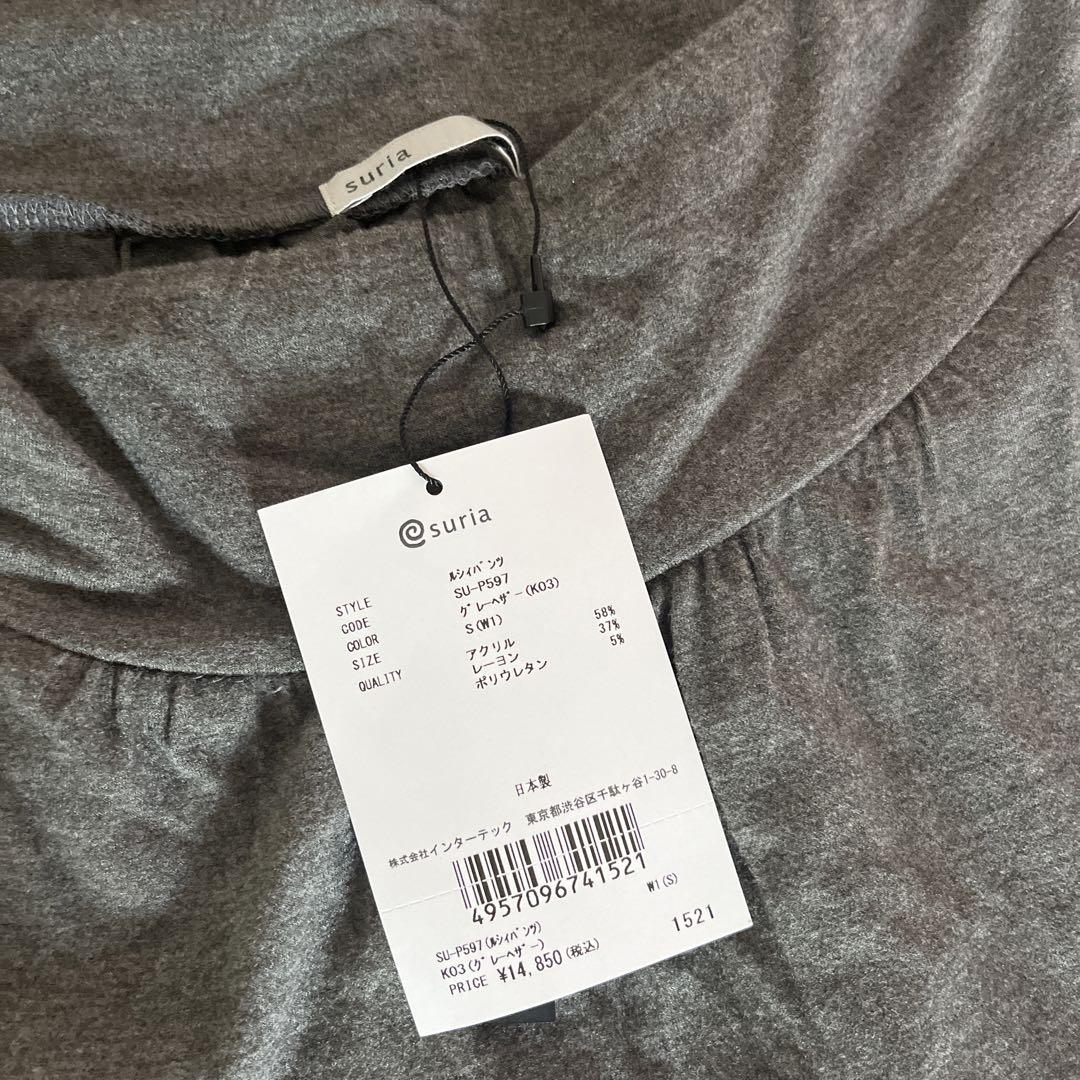 suria
suria
STYLE ルシィパンツ
CODE SU-P597
COLOR グレーヘザー(K03)
SIZE S(W1)
QUALITY アクリル 58%
レーヨン 37%
ポリウレタン 5%
日本製
株式会社インターテック 東京都渋谷区千駄ヶ谷1-30-8
4957096741521
W1(S)
SU-P597(ルシィパンツ)
K03(グレーヘザー)
PRICE ¥14,850(税込)
1521